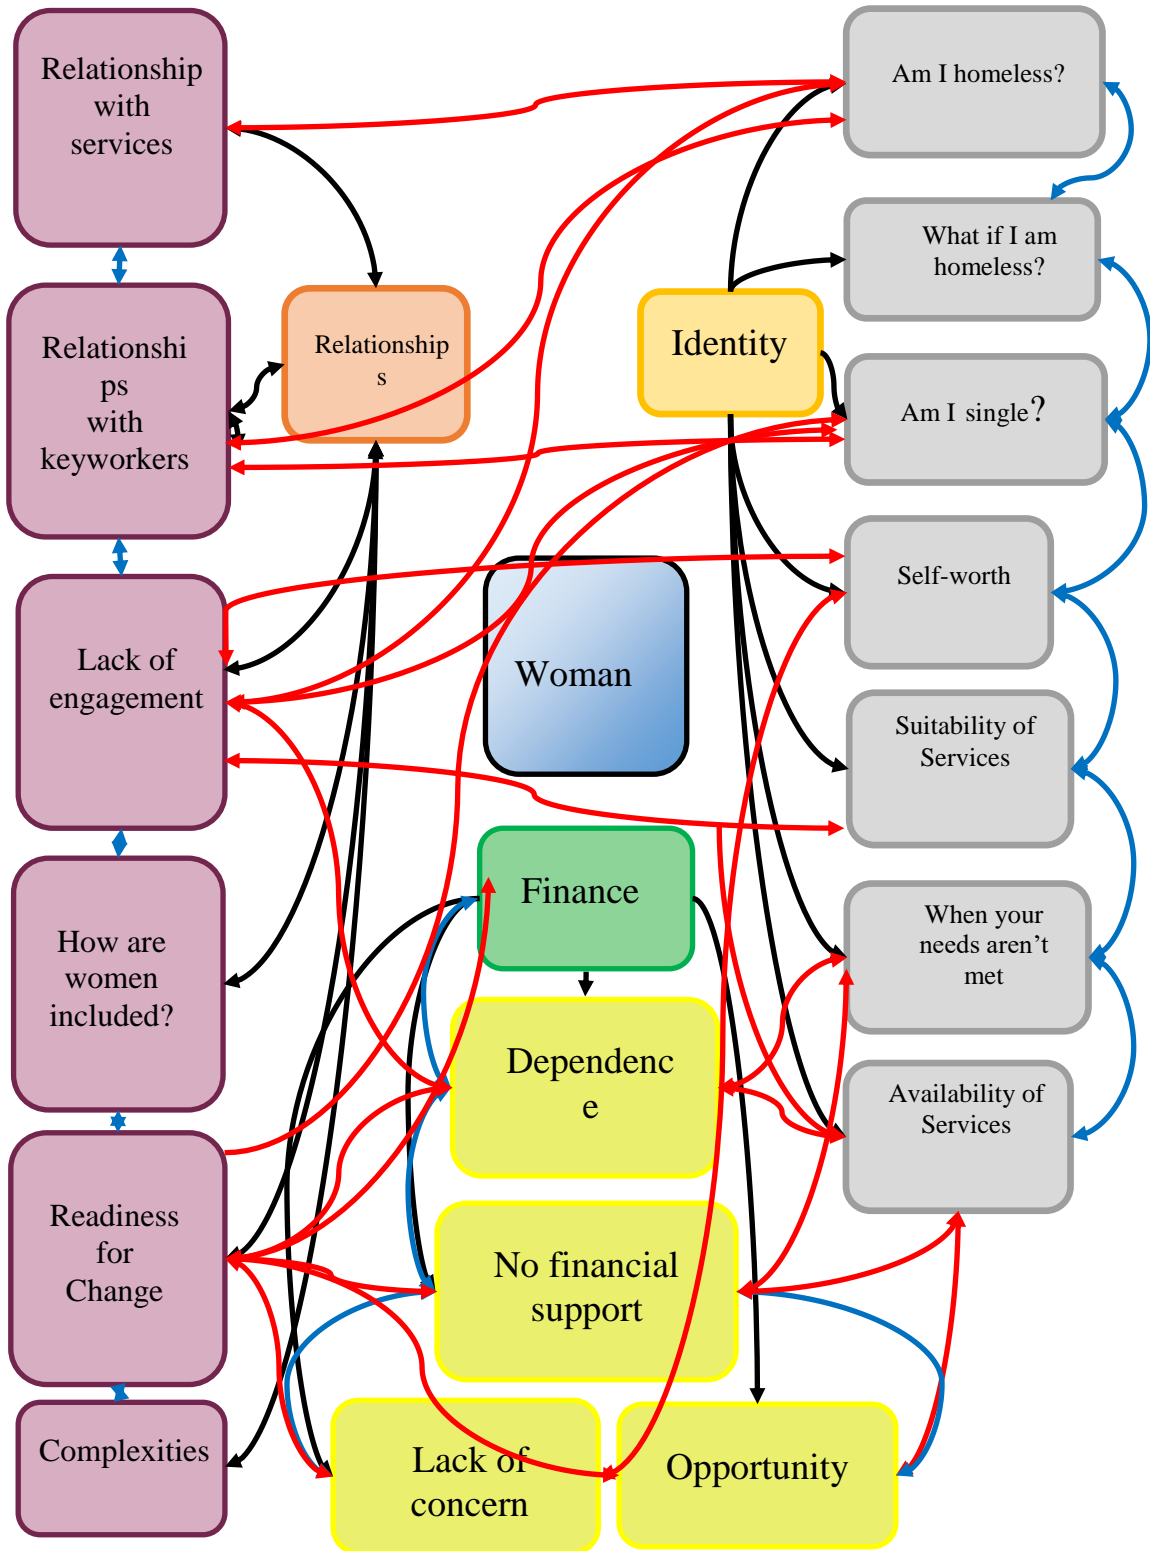 Relationship
with
services
Relationshi
ps
with
keyworkers
Lack of
engagement
How are
women
included?
Readiness
for
Change
Complexities
Relationship
s
Identity
Woman
Finance
Dependenc
e
No financial
support
Lack of
concern
Opportunity
Am I homeless?
What if I am
homeless?
Am I single?
Self-worth
Suitability of
Services
When your
needs aren't
met
Availability of
Services